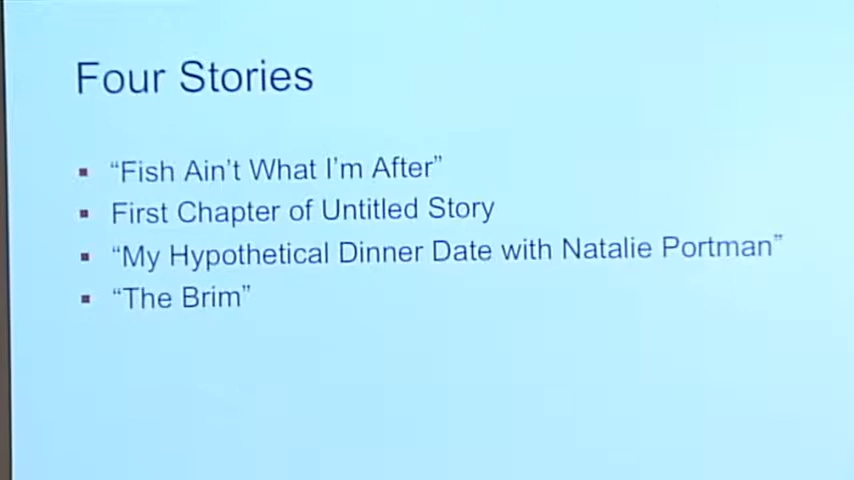 Four Stories
▪ “Fish Ain’t What I’m After”
▪ First Chapter of Untitled Story
▪ “My Hypothetical Dinner Date with Natalie Portman”
▪ “The Brim”